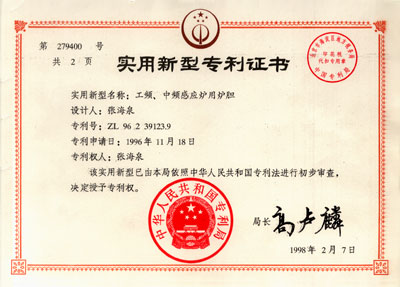 第 279400 号
共 2 页
实用新型专利证书
实用新型名称：工频、中频感应炉用炉胆
设计人：张海泉
专利号：ZL 96 2 39123.9
专利申请日：1996 年 11 月 18 日
专利权人：张海泉
该实用新型已由本局依照中华人民共和国专利法进行初步审查，
决定授予专利权。
中华人民共和国专利局
局长 高卢麟
1998 年 2 月 7 日